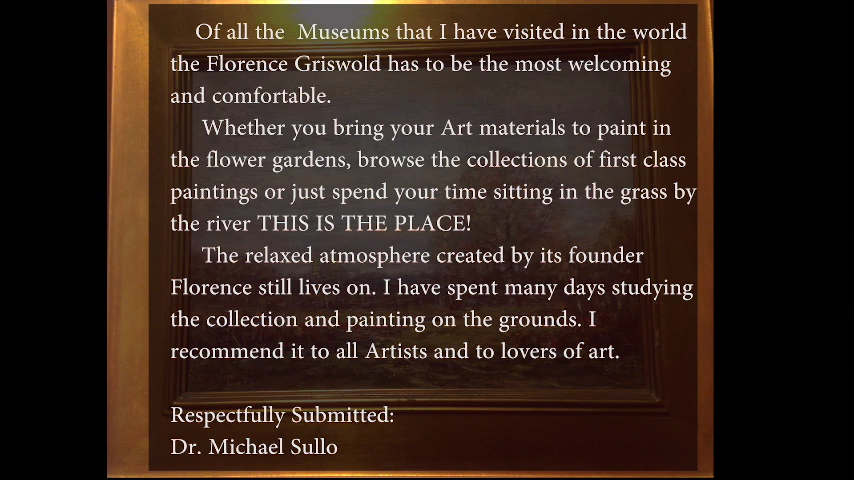 Of all the  Museums that I have visited in the world
the Florence Griswold has to be the most welcoming
and comfortable.
Whether you bring your Art materials to paint in
the flower gardens, browse the collections of first class
paintings or just spend your time sitting in the grass by
the river THIS IS THE PLACE!
The relaxed atmosphere created by its founder
Florence still lives on. I have spent many days studying
the collection and painting on the grounds. I
recommend it to all Artists and to lovers of art.
Respectfully Submitted:
Dr. Michael Sullo